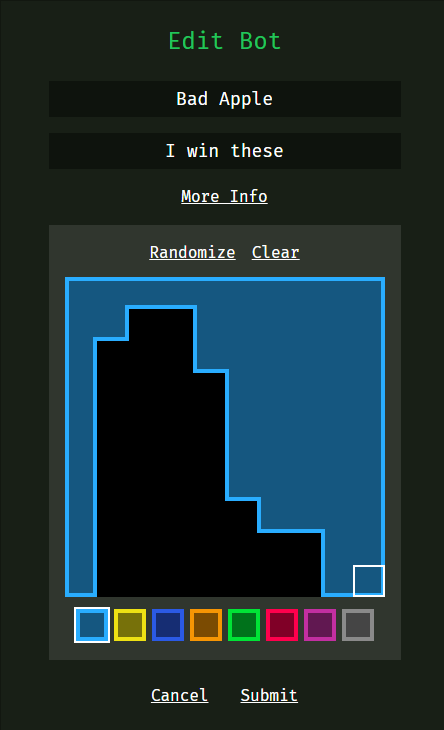 Edit Bot
Bad Apple
I win these
More Info
Randomize Clear
Cancel Submit